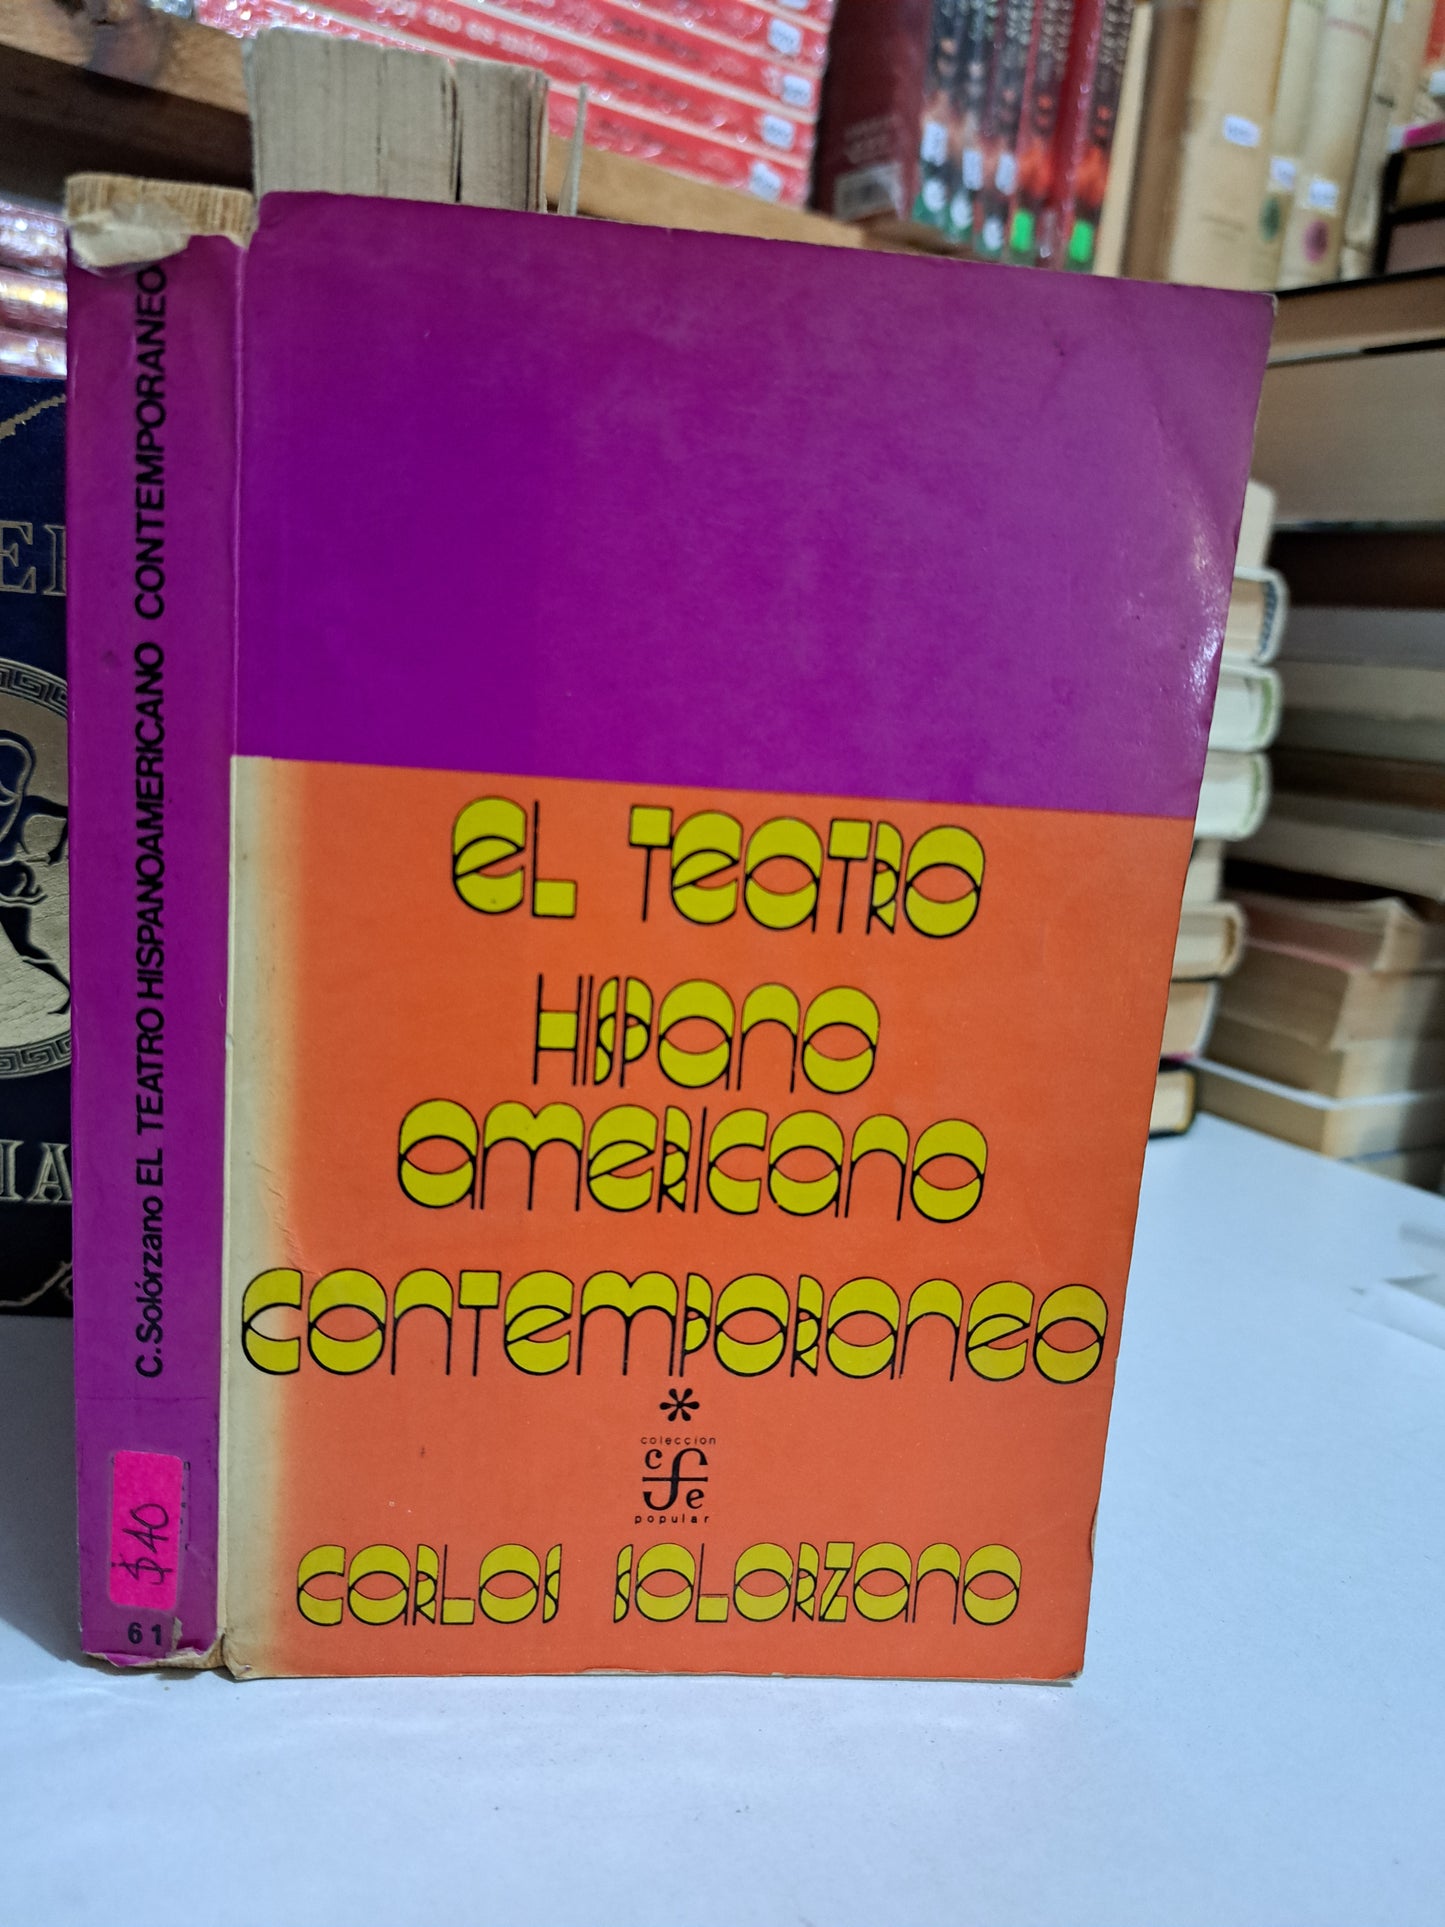 C. Solórzano EL TEATRO HISPANOAMERICANO CONTEMPORANEO
$40
61
EL TEATRO
HISPANO
AMERICANO
CONTEMPORANEO
*
coleccion
cfe
popular
CARLOS SOLORZANO